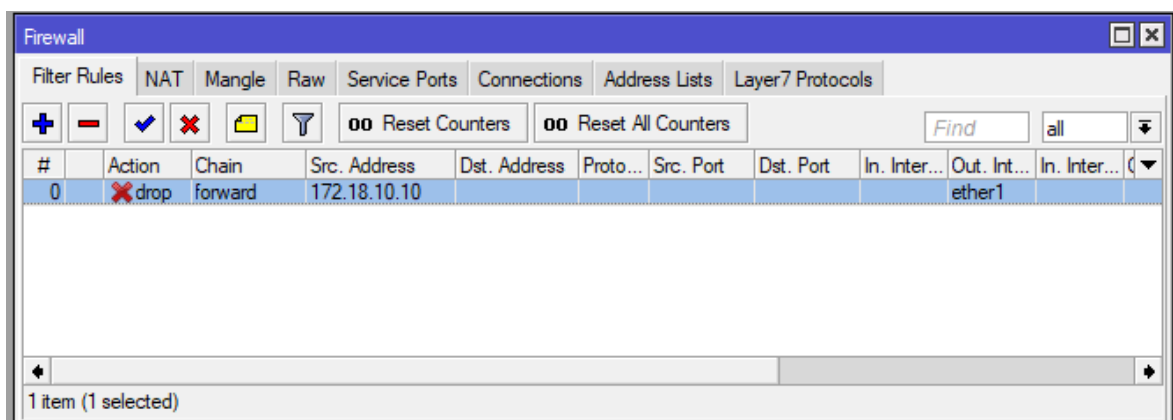 Firewall
Filter Rules NAT Mangle Raw Service Ports Connections Address Lists Layer7 Protocols
00 Reset Counters 00 Reset All Counters Find all
# Action Chain Src. Address Dst. Address Proto... Src. Port Dst. Port In. Inter... Out. Int... In. Inter...
0 drop forward 172.18.10.10 ether1
1 item (1 selected)